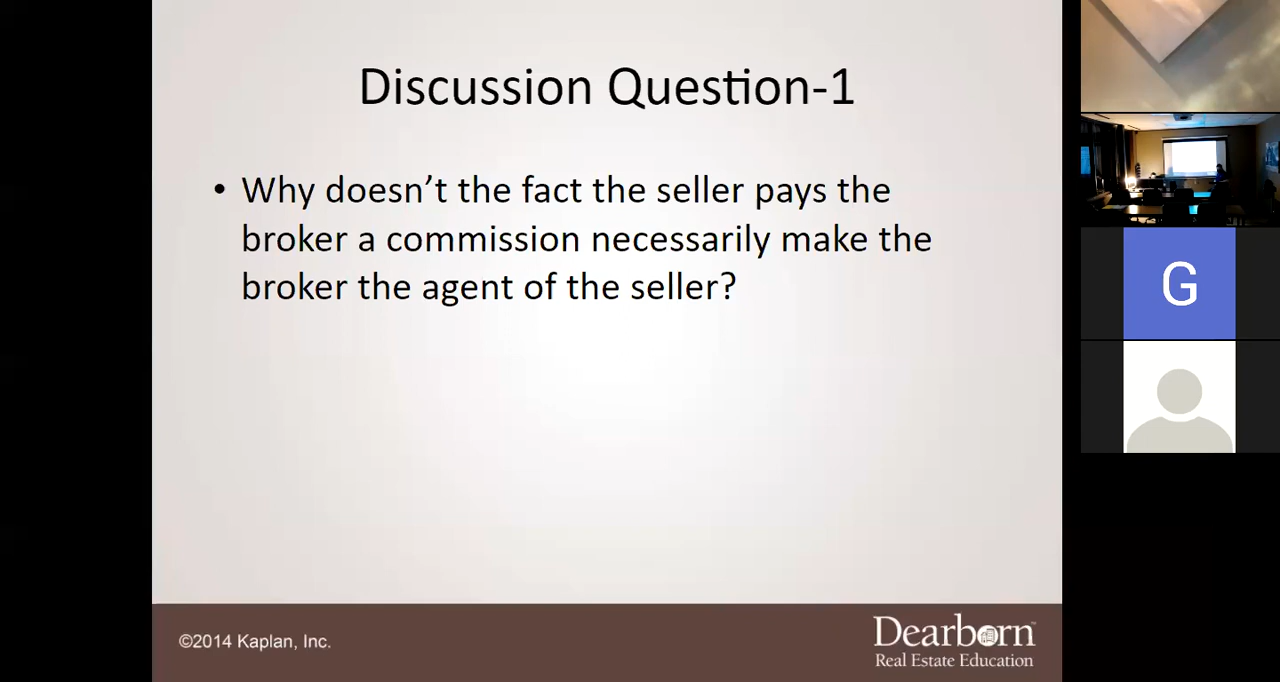 Discussion Question-1
• Why doesn’t the fact the seller pays the
broker a commission necessarily make the
broker the agent of the seller?
©2014 Kaplan, Inc.
Dearborn™
Real Estate Education
G